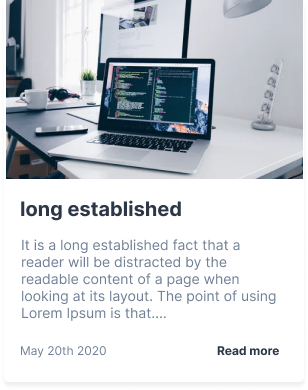 long established
It is a long established fact that a
reader will be distracted by the
readable content of a page when
looking at its layout. The point of using
Lorem Ipsum is that....
May 20th 2020
Read more